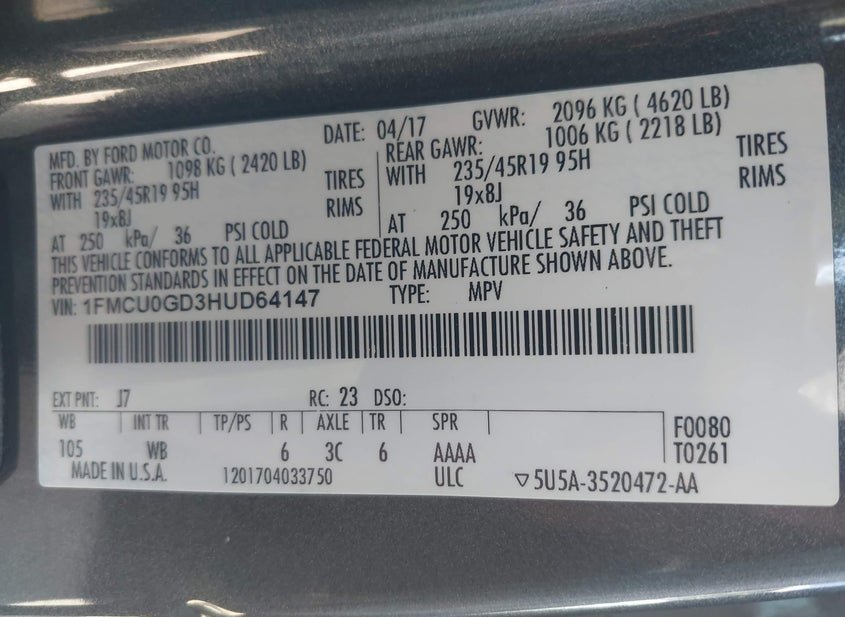 MFD. BY FORD MOTOR CO. DATE: 04/17 GVWR: 2096 KG ( 4620 LB)
FRONT GAWR: 1098 KG ( 2420 LB) REAR GAWR: 1006 KG ( 2218 LB)
WITH 235/45R19 95H TIRES WITH 235/45R19 95H TIRES
19x8J RIMS 19x8J RIMS
AT 250 kPa/ 36 PSI COLD AT 250 kPa/ 36 PSI COLD
THIS VEHICLE CONFORMS TO ALL APPLICABLE FEDERAL MOTOR VEHICLE SAFETY AND THEFT
PREVENTION STANDARDS IN EFFECT ON THE DATE OF MANUFACTURE SHOWN ABOVE.
VIN: 1FMCU0GD3HUD64147 TYPE: MPV
EXT PNT: J7 RC: 23 DSO:
WB INT TR TP/PS R AXLE TR SPR F0080
105 WB 6 3C 6 AAAA T0261
MADE IN U.S.A. 1201704033750 ULC ▽5U5A-3520472-AA